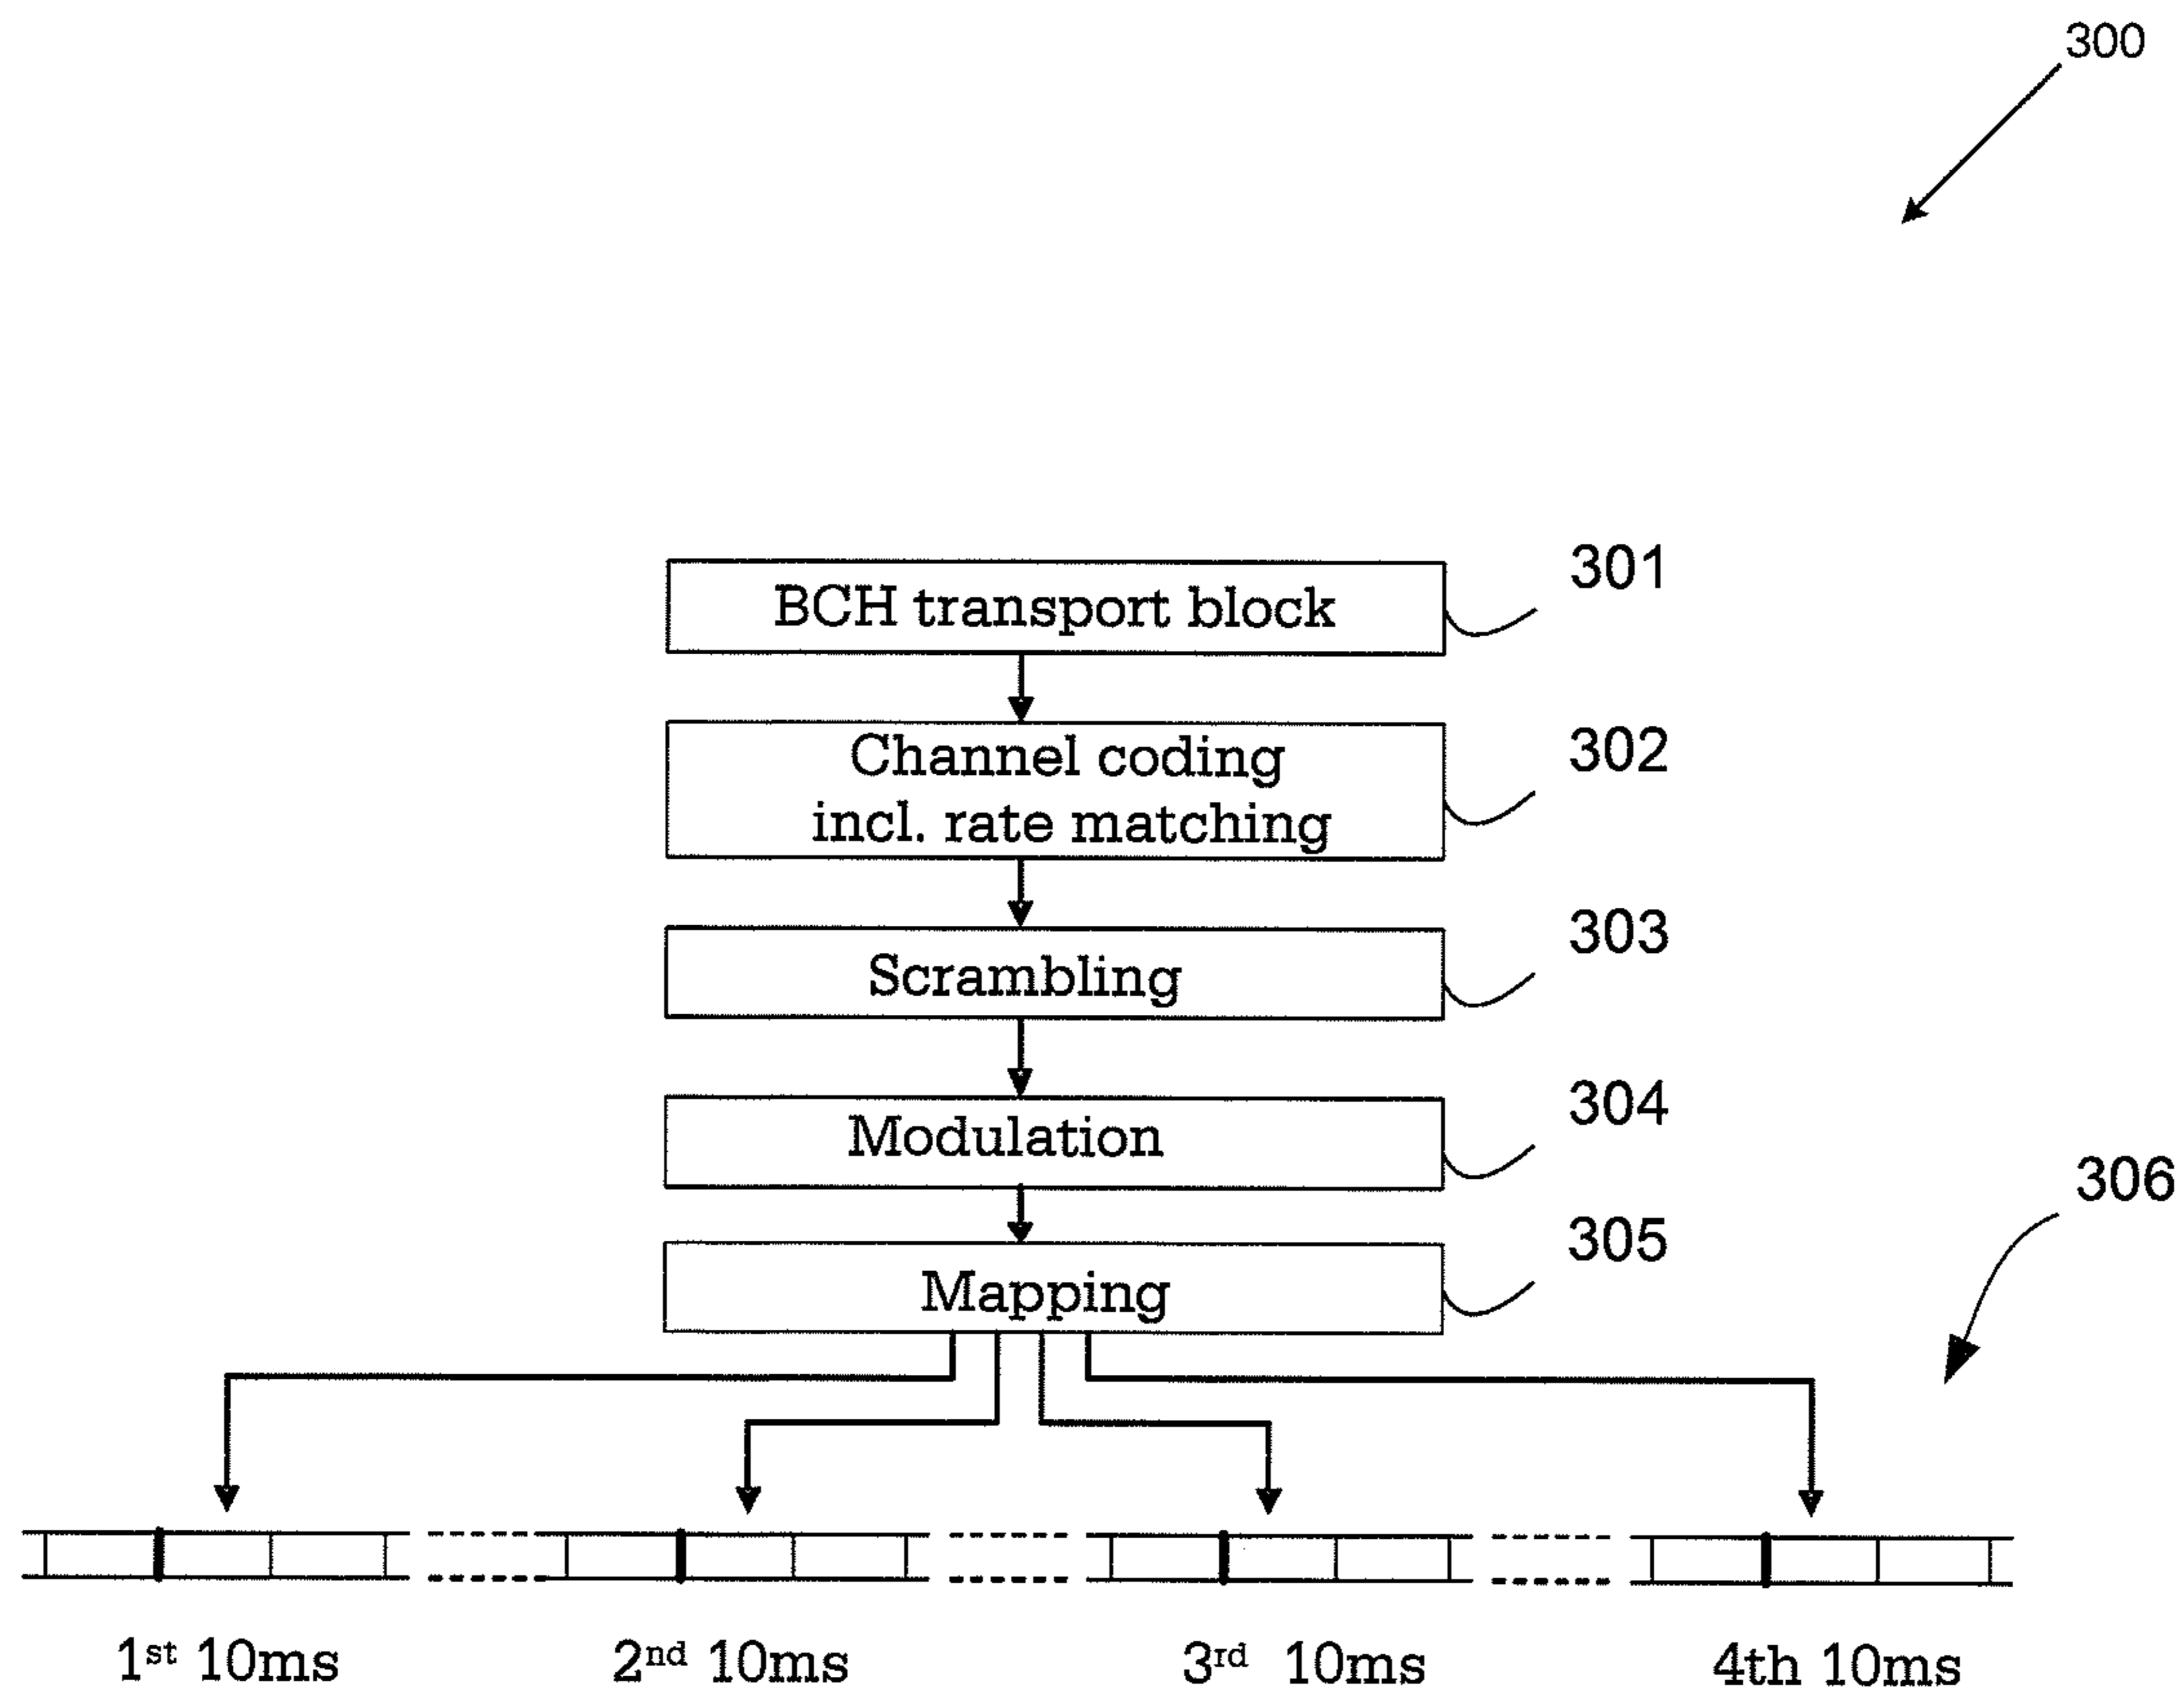 300
BCH transport block
301
Channel coding
incl. rate matching
302
Scrambling
303
Modulation
304
Mapping
305
306
1st 10ms
2nd 10ms
3rd 10ms
4th 10ms